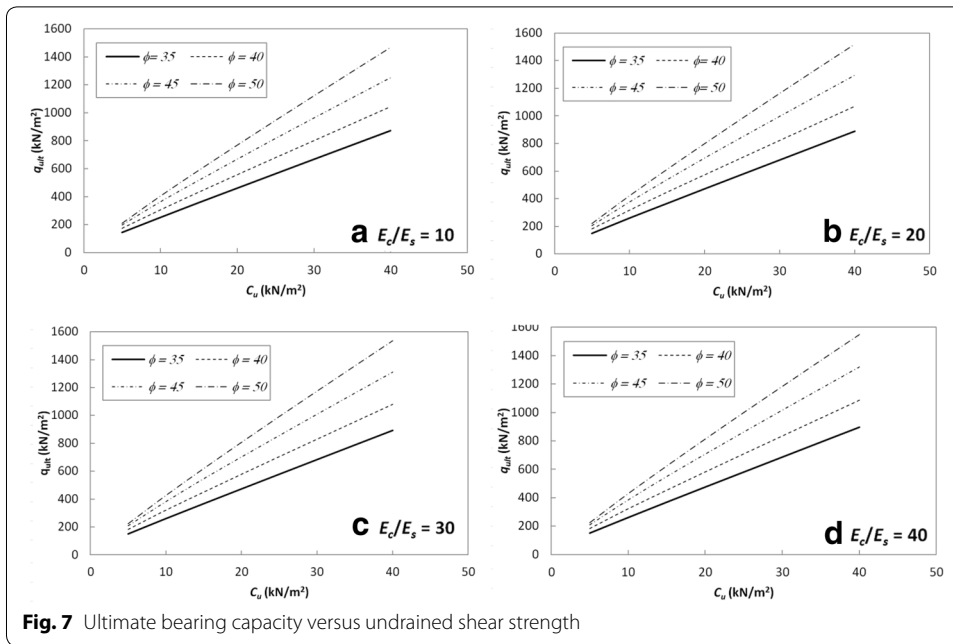 1600
1400
1200
1000
800
600
400
200
0
q_ult (kN/m²)
ϕ= 35
ϕ = 40
ϕ = 45
ϕ = 50
a E_c/E_s = 10
0 10 20 30 40 50
C_u (kN/m²)
1600
1400
1200
1000
800
600
400
200
0
q_ult (kN/m²)
ϕ = 35
ϕ = 40
ϕ = 45
ϕ = 50
b E_c/E_s = 20
0 10 20 30 40 50
C_u (kN/m²)
1600
1400
1200
1000
800
600
400
200
0
q_ult (kN/m²)
ϕ = 35
ϕ = 40
ϕ = 45
ϕ = 50
c E_c/E_s = 30
0 10 20 30 40 50
C_u (kN/m²)
1600
1400
1200
1000
800
600
400
200
0
q_ult (kN/m²)
ϕ = 35
ϕ = 40
ϕ = 45
ϕ = 50
d E_c/E_s = 40
0 10 20 30 40 50
C_u (kN/m²)
Fig. 7 Ultimate bearing capacity versus undrained shear strength